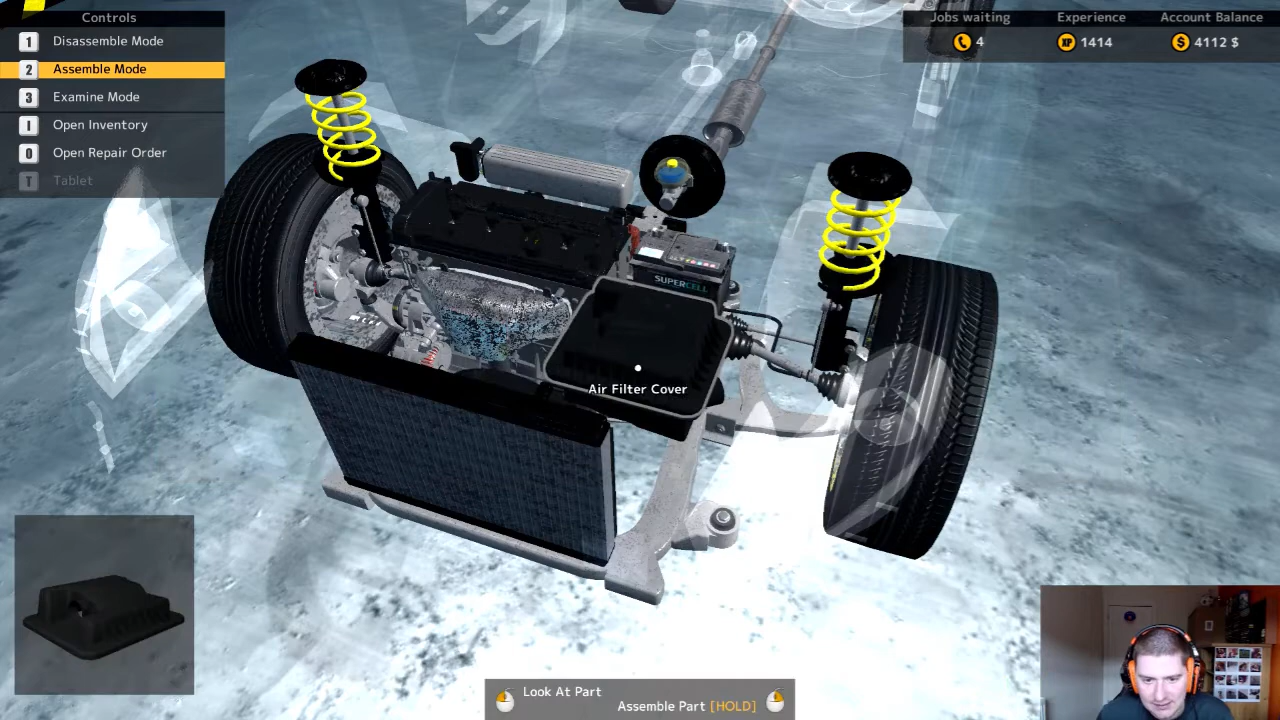 Controls
1 Disassemble Mode
2 Assemble Mode
3 Examine Mode
I Open Inventory
O Open Repair Order
T Tablet
Jobs waiting Experience Account Balance
4 XP 1414 $ 4112 $
SUPERCELL
Air Filter Cover
Look At Part
Assemble Part [HOLD]